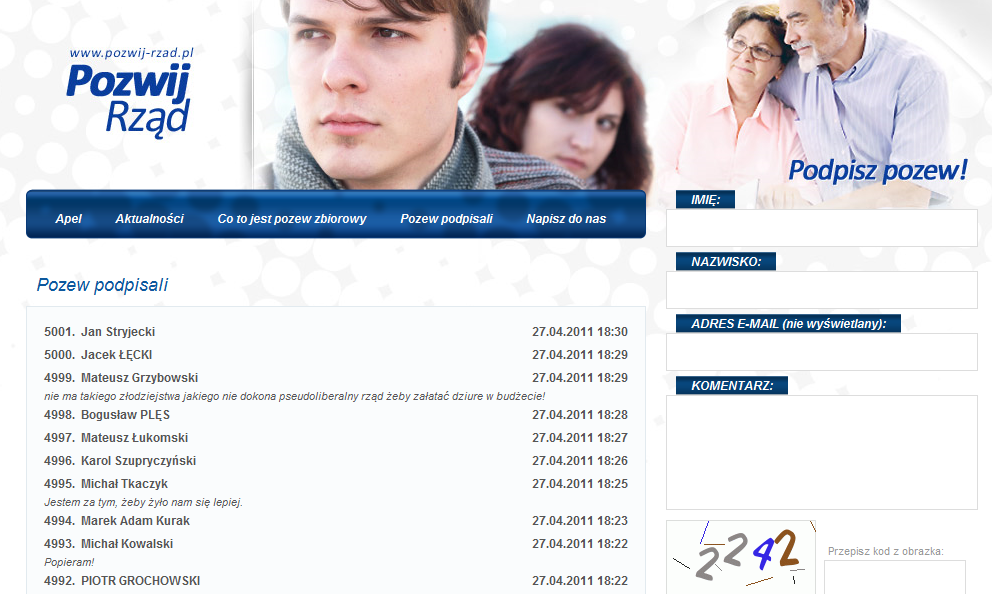 www.pozwij-rzad.pl
Pozwij
Rząd
Podpisz pozew!
Apel Aktualności Co to jest pozew zbiorowy Pozew podpisali Napisz do nas
Pozew podpisali
5001. Jan Stryjecki 27.04.2011 18:30
5000. Jacek ŁĘCKI 27.04.2011 18:29
4999. Mateusz Grzybowski 27.04.2011 18:29
nie ma takiego złodziejstwa jakiego nie dokona pseudoliberalny rząd żeby załatać dziure w budżecie!
4998. Bogusław PLĘS 27.04.2011 18:28
4997. Mateusz Łukomski 27.04.2011 18:27
4996. Karol Szupryczyński 27.04.2011 18:26
4995. Michał Tkaczyk 27.04.2011 18:25
Jestem za tym, żeby żyło nam się lepiej.
4994. Marek Adam Kurak 27.04.2011 18:23
4993. Michał Kowalski 27.04.2011 18:22
Popieram!
4992. PIOTR GROCHOWSKI 27.04.2011 18:22
IMIĘ:
NAZWISKO:
ADRES E-MAIL (nie wyświetlany):
KOMENTARZ:
2242
Przepisz kod z obrazka: